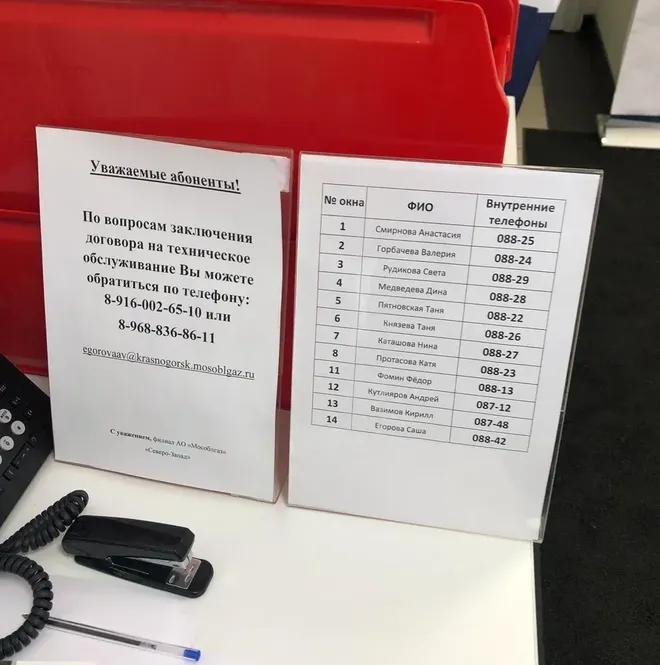 Уважаемые абоненты!
По вопросам заключения
договора на техническое
обслуживание Вы можете
обратиться по телефону:
8-916-002-65-10 или
8-968-836-86-11
egorovaav@krasnogorsk.mosoblgaz.ru
С уважением, филиал АО «Мособлгаз»
«Северо-Запад»
№ окна ФИО Внутренние телефоны
1 Смирнова Анастасия 088-25
2 Горбачева Валерия 088-24
3 Рудикова Света 088-29
4 Медведева Дина 088-28
5 Пятновская Таня 088-22
6 Князева Таня 088-26
7 Каташова Нина 088-27
8 Протасова Катя 088-23
11 Фомин Фёдор 088-13
12 Кутлияров Андрей 087-12
13 Вазимов Кирилл 087-48
14 Егорова Саша 088-42